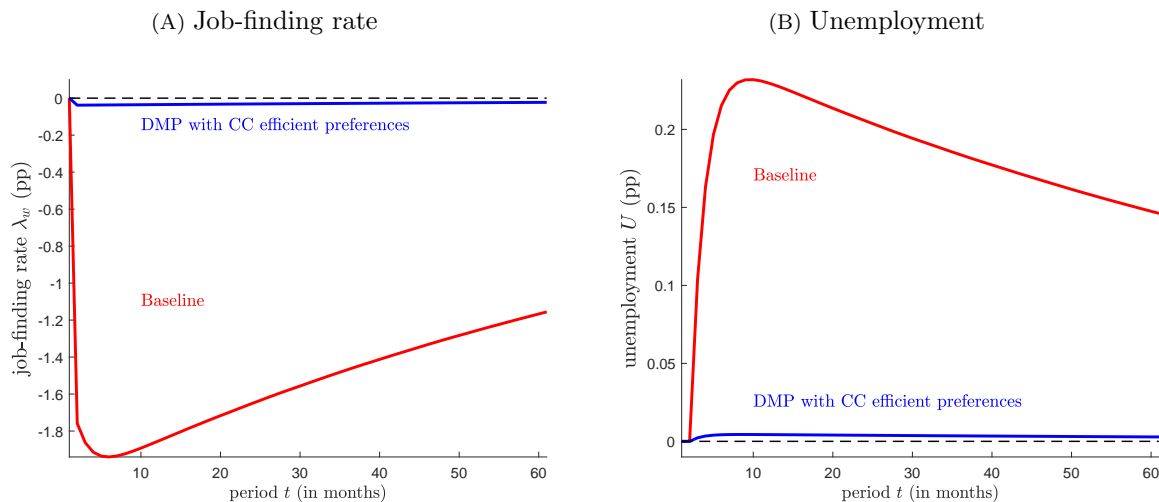 (A) Job-finding rate
0
-0.2
-0.4
-0.6
-0.8
-1
-1.2
-1.4
-1.6
-1.8
job-finding rate λ_w (pp)
DMP with CC efficient preferences
Baseline
10 20 30 40 50 60
period t (in months)
(B) Unemployment
0.2
0.15
0.1
0.05
0
unemployment U (pp)
Baseline
DMP with CC efficient preferences
10 20 30 40 50 60
period t (in months)